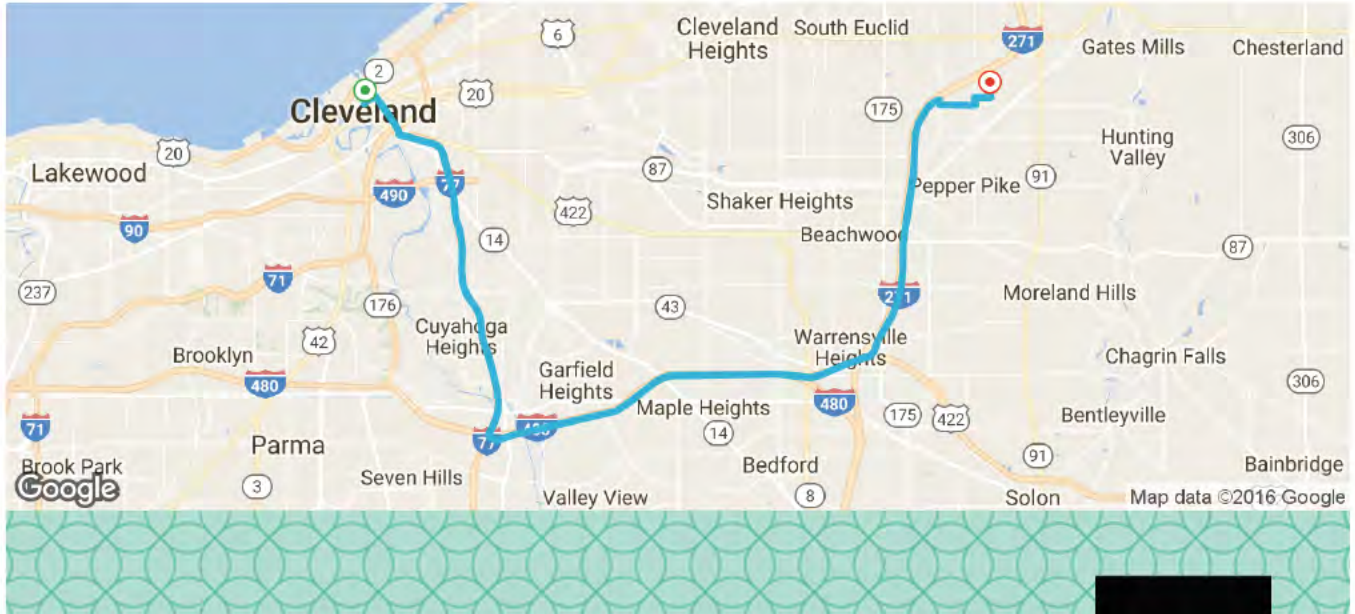 6
Cleveland
Heights
South Euclid
271
Gates Mills
Chesterland
2
20
Cleveland
175
306
Hunting
Valley
20
Lakewood
87
Pepper Pike
91
490
77
Shaker Heights
422
90
14
Beachwood
87
71
237
176
43
271
Moreland Hills
Cuyahoga
Heights
42
Warrensville
Heights
Brooklyn
Garfield
Heights
Chagrin Falls
480
306
Maple Heights
480
175
422
Bentleyville
71
77
480
14
Parma
Brook Park
Seven Hills
Bedford
91
Bainbridge
Google
3
Valley View
8
Solon
Map data ©2016 Google